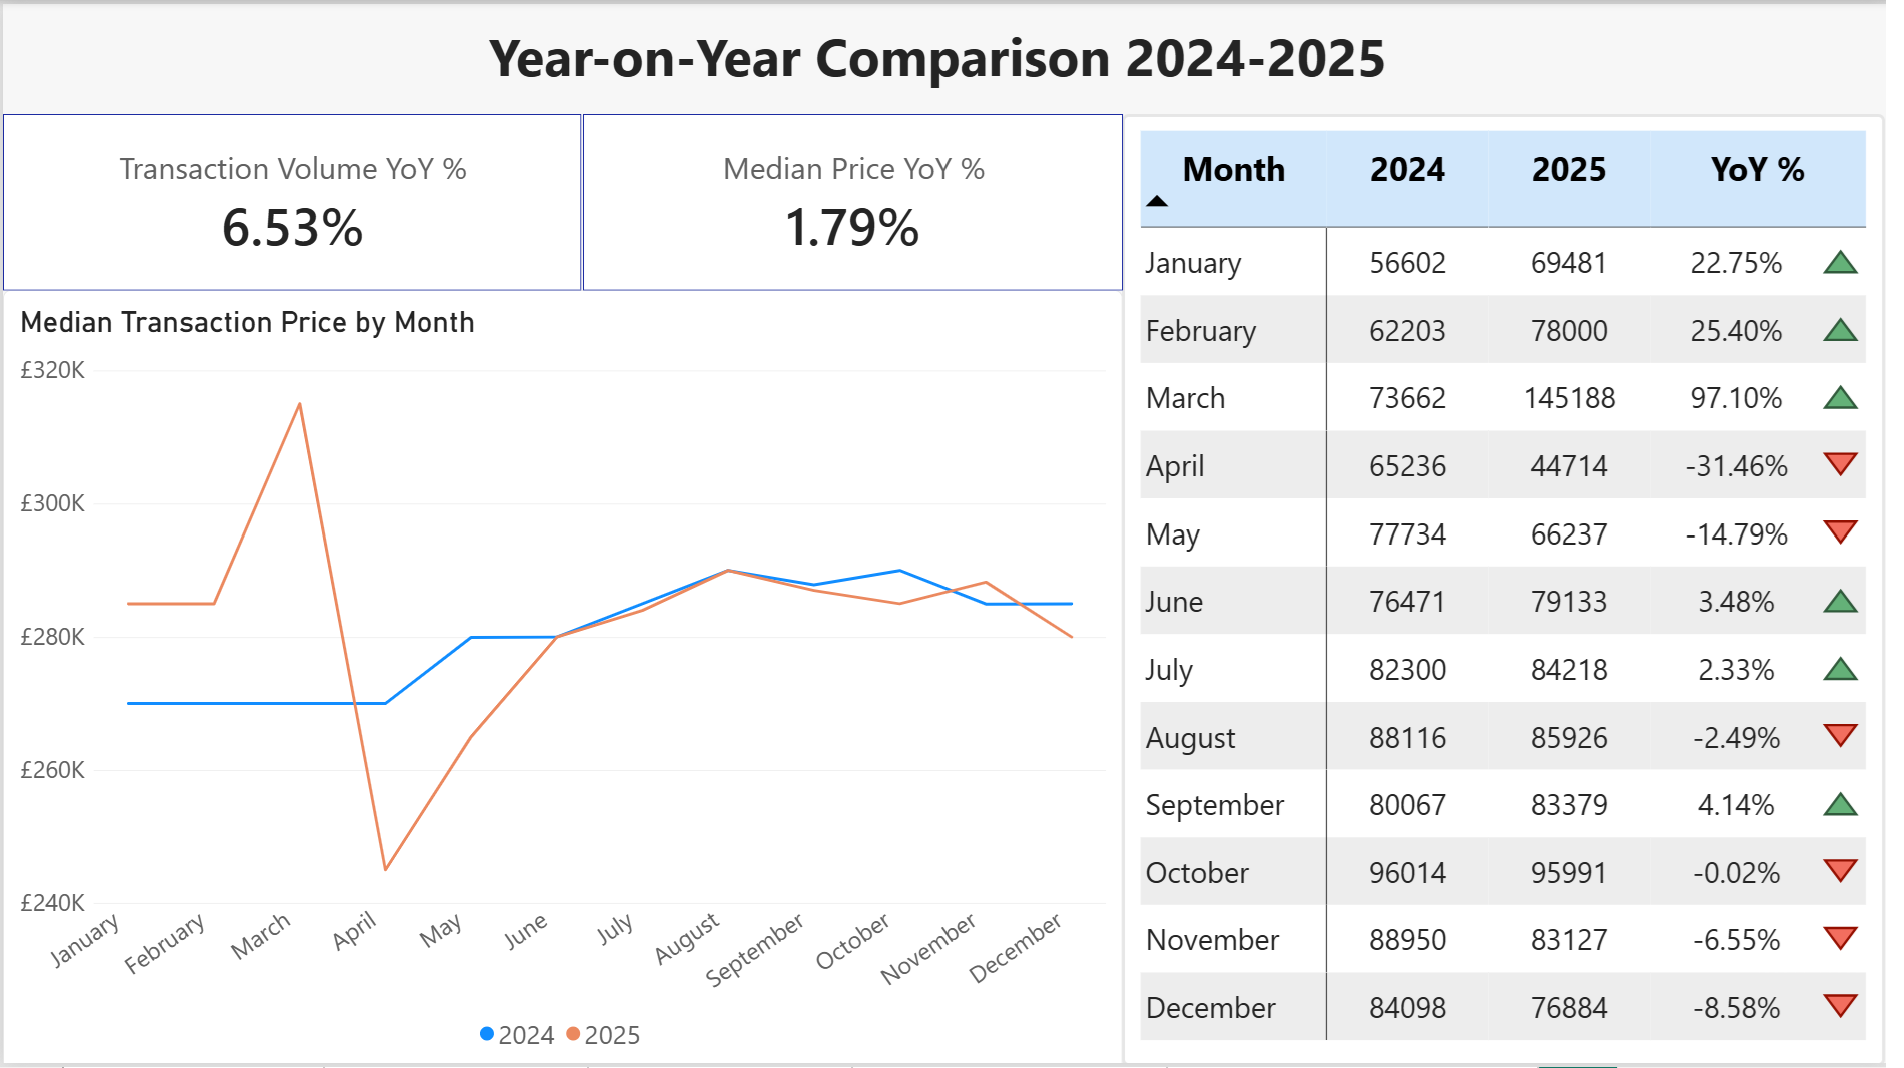 Year-on-Year Comparison 2024-2025
Transaction Volume YoY %
6.53%
Median Price YoY %
1.79%
Median Transaction Price by Month
£320K
£300K
£280K
£260K
£240K
January February March April May June July August September October November December
2024 2025
Month 2024 2025 YoY %
January 56602 69481 22.75%
February 62203 78000 25.40%
March 73662 145188 97.10%
April 65236 44714 -31.46%
May 77734 66237 -14.79%
June 76471 79133 3.48%
July 82300 84218 2.33%
August 88116 85926 -2.49%
September 80067 83379 4.14%
October 96014 95991 -0.02%
November 88950 83127 -6.55%
December 84098 76884 -8.58%